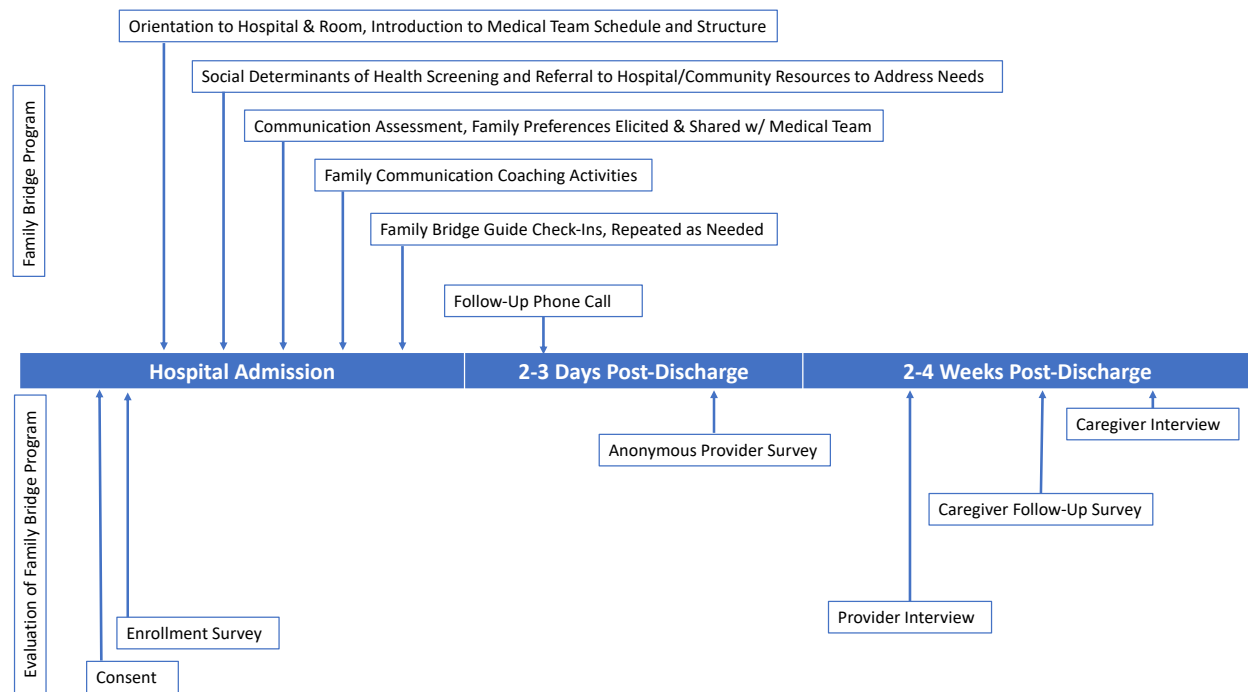 Orientation to Hospital & Room, Introduction to Medical Team Schedule and Structure
Social Determinants of Health Screening and Referral to Hospital/Community Resources to Address Needs
Communication Assessment, Family Preferences Elicited & Shared w/ Medical Team
Family Communication Coaching Activities
Family Bridge Guide Check-Ins, Repeated as Needed
Follow-Up Phone Call
Family Bridge Program
Hospital Admission
2-3 Days Post-Discharge
2-4 Weeks Post-Discharge
Evaluation of Family Bridge Program
Caregiver Interview
Anonymous Provider Survey
Caregiver Follow-Up Survey
Provider Interview
Enrollment Survey
Consent